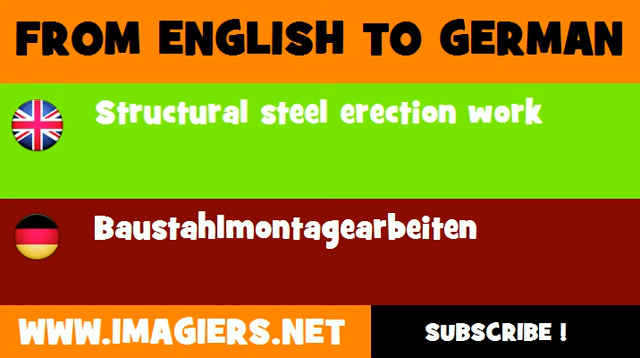 FROM ENGLISH TO GERMAN
Structural steel erection work
Baustahlmontagearbeiten
WWW.IMAGIERS.NET
SUBSCRIBE !